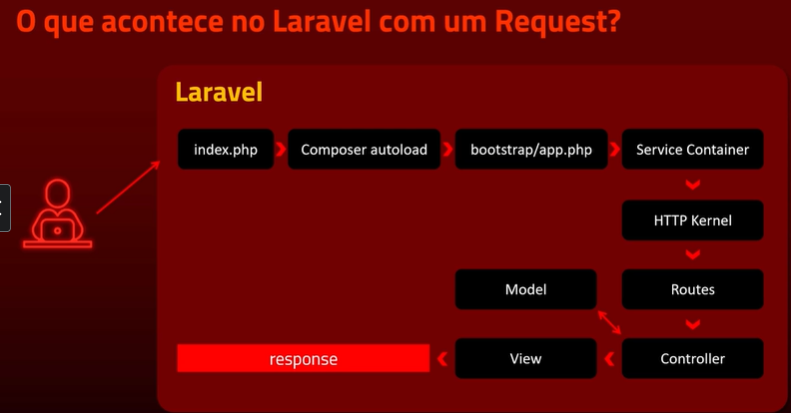 O que acontece no Laravel com um Request?
Laravel
index.php
Composer autoload
bootstrap/app.php
Service Container
HTTP Kernel
Model
Routes
response
View
Controller